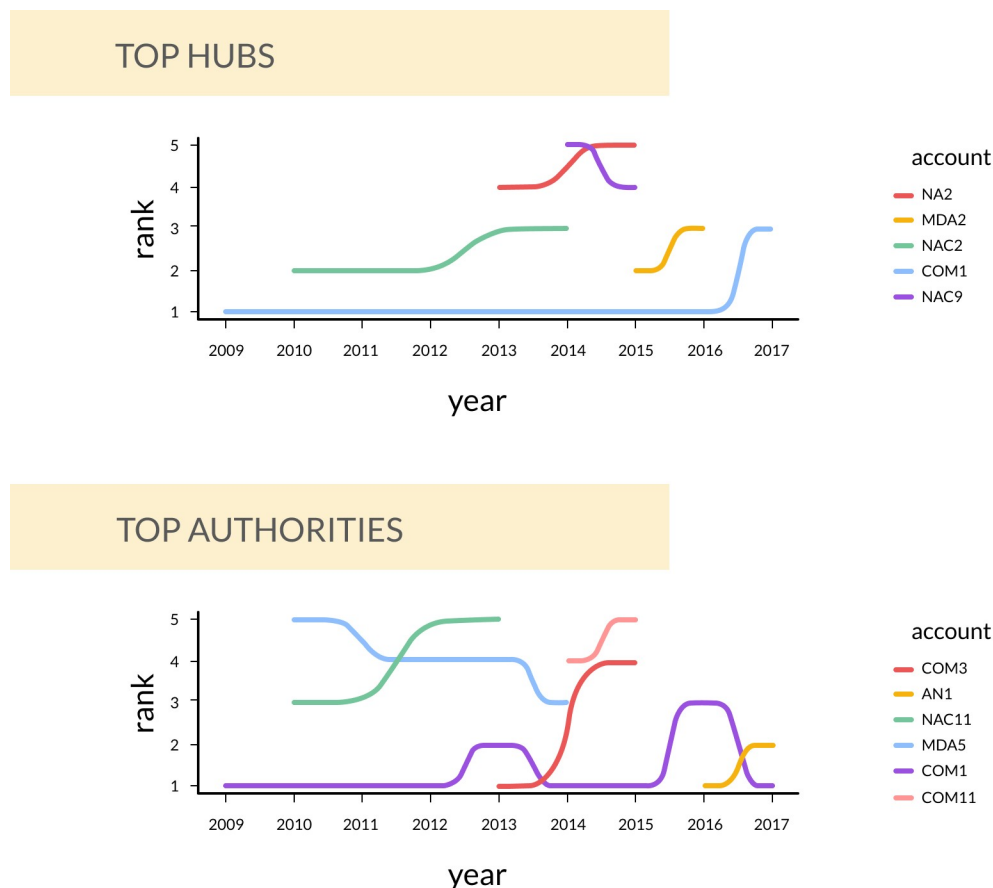 TOP HUBS
5
4
3
2
1
rank
2009 2010 2011 2012 2013 2014 2015 2016 2017
year
account
NA2
MDA2
NAC2
COM1
NAC9
TOP AUTHORITIES
5
4
3
2
1
rank
2009 2010 2011 2012 2013 2014 2015 2016 2017
year
account
COM3
AN1
NAC11
MDA5
COM1
COM11